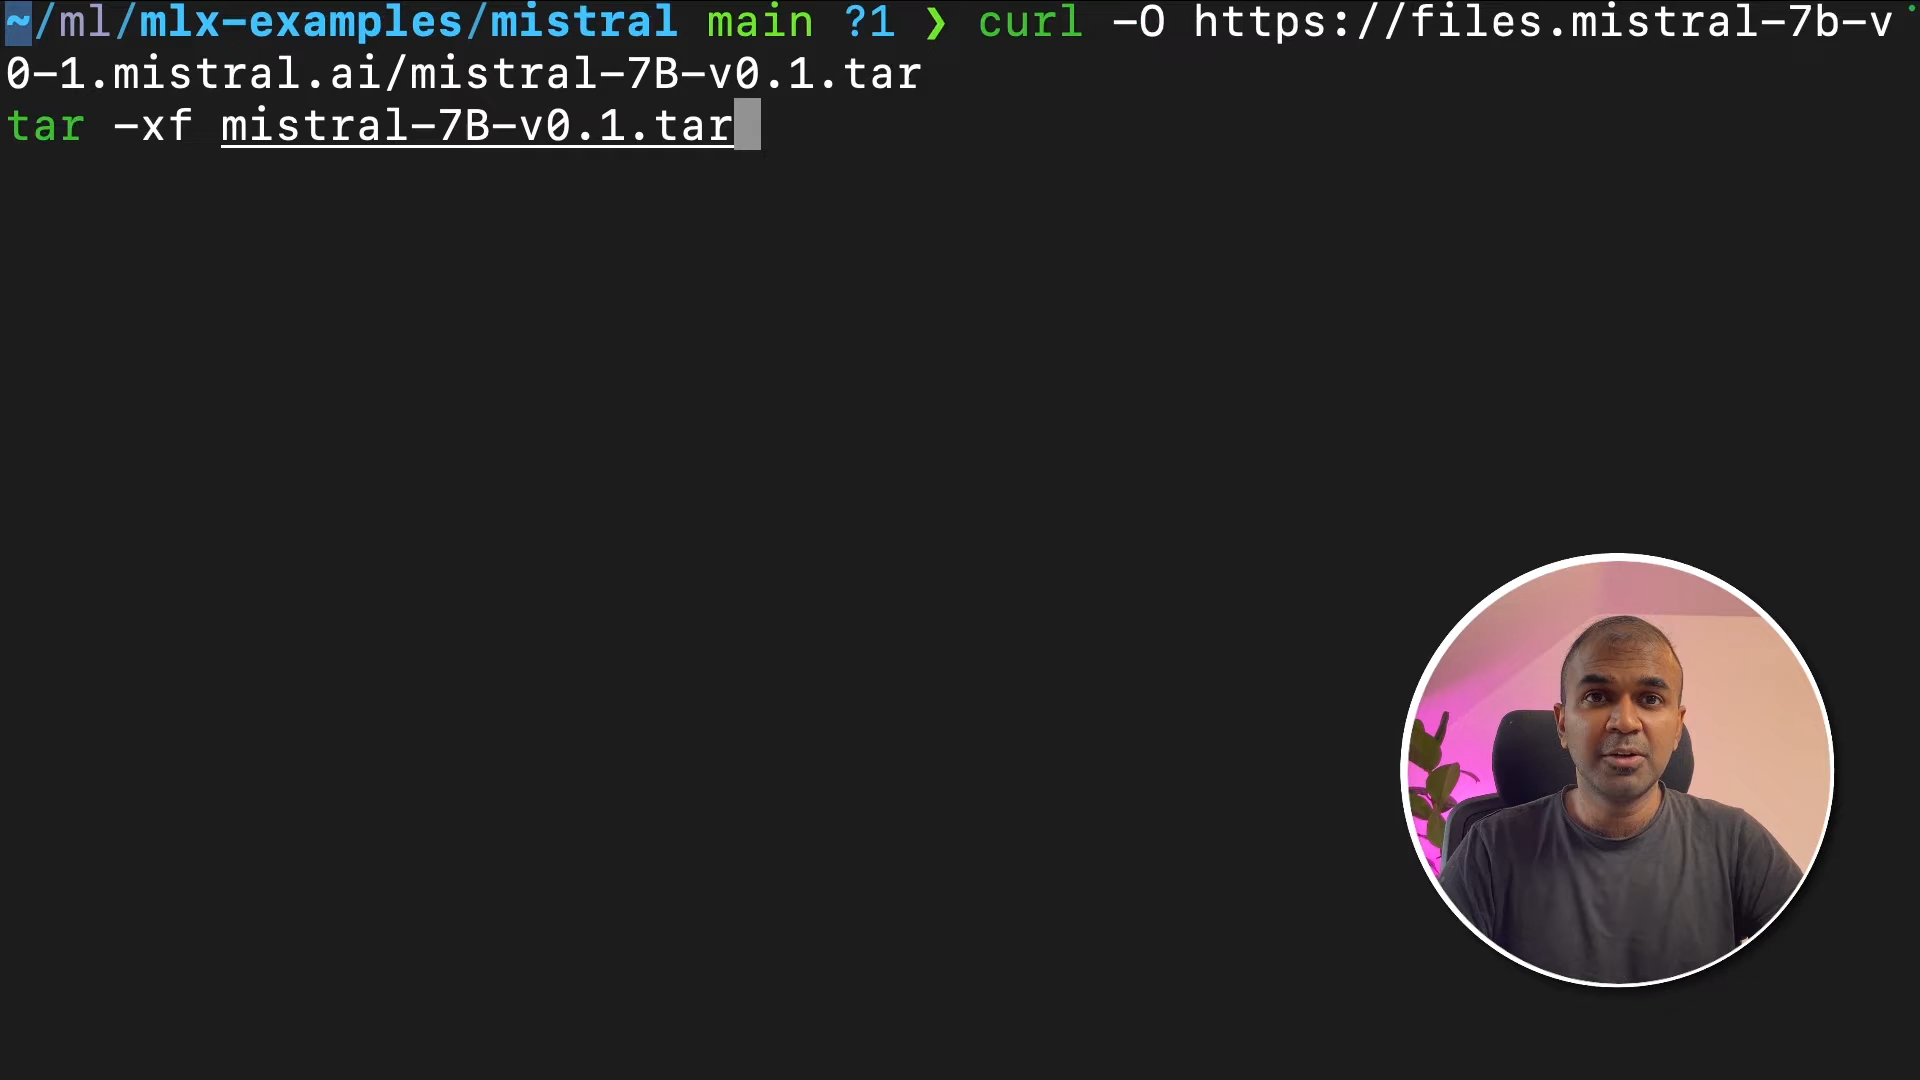 ~/ml/mlx-examples/mistral main ?1 ❯ curl -O https://files.mistral-7b-v
0-1.mistral.ai/mistral-7B-v0.1.tar
tar -xf mistral-7B-v0.1.tar